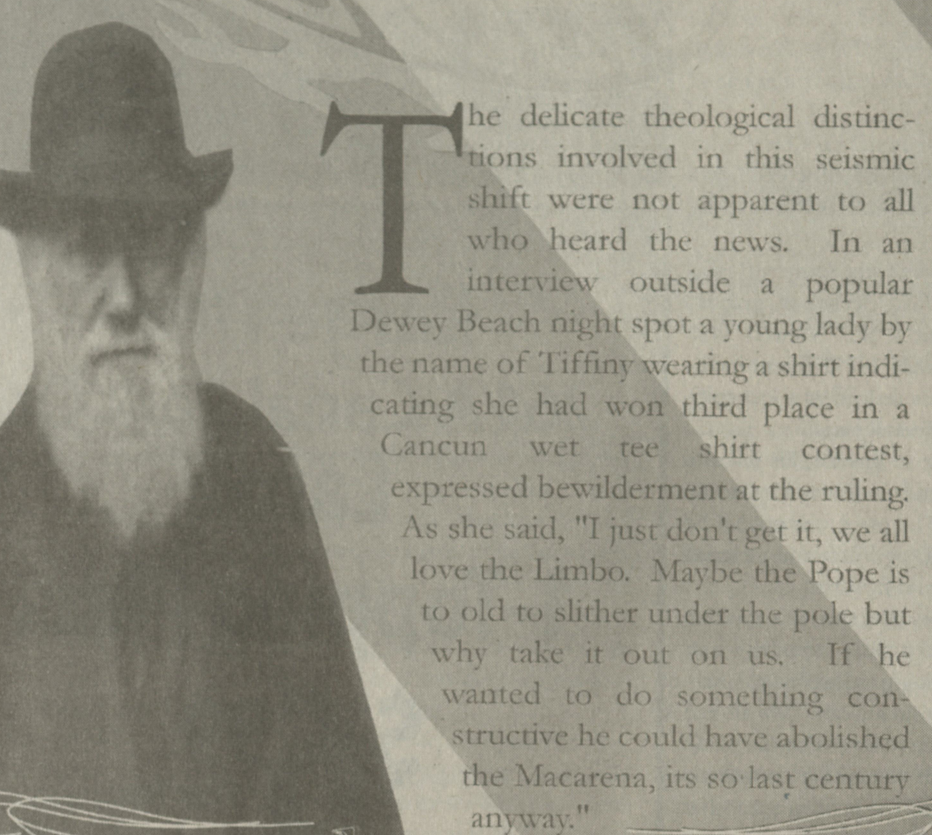 The delicate theological distinc-
tions involved in this seismic
shift were not apparent to all
who heard the news. In an
interview outside a popular
Dewey Beach night spot a young lady by
the name of Tiffiny wearing a shirt indi-
cating she had won third place in a
Cancun wet tee shirt contest,
expressed bewilderment at the ruling.
As she said, "I just don't get it, we all
love the Limbo. Maybe the Pope is
to old to slither under the pole but
why take it out on us. If he
wanted to do something con-
structive he could have abolished
the Macarena, its so last century
anyway."